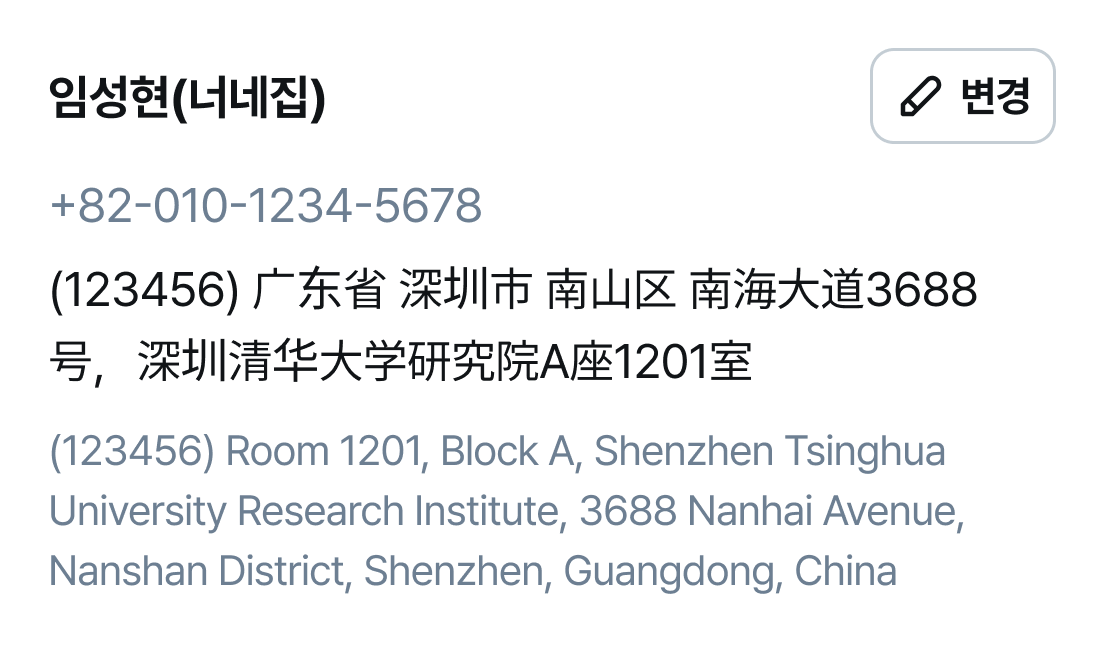 임성현(너네집)
변경
+82-010-1234-5678
(123456) 广东省 深圳市 南山区 南海大道3688
号，深圳清华大学研究院A座1201室
(123456) Room 1201, Block A, Shenzhen Tsinghua
University Research Institute, 3688 Nanhai Avenue,
Nanshan District, Shenzhen, Guangdong, China